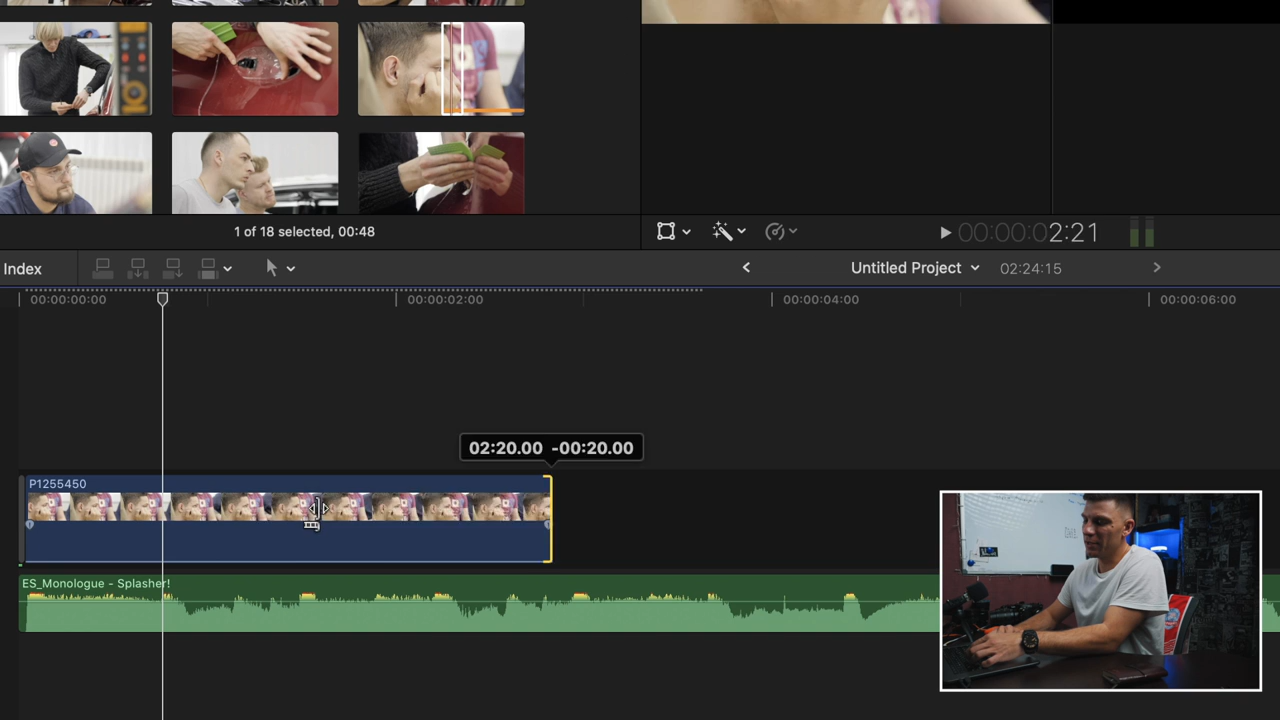 1 of 18 selected, 00:48
00:00:00:02:21
Index
Untitled Project
02:24:15
00:00:00:00
00:00:00:02
00:00:00:04
00:00:00:06
02:20.00 -00:20.00
P1255450
ES_Monologue - Splasher!